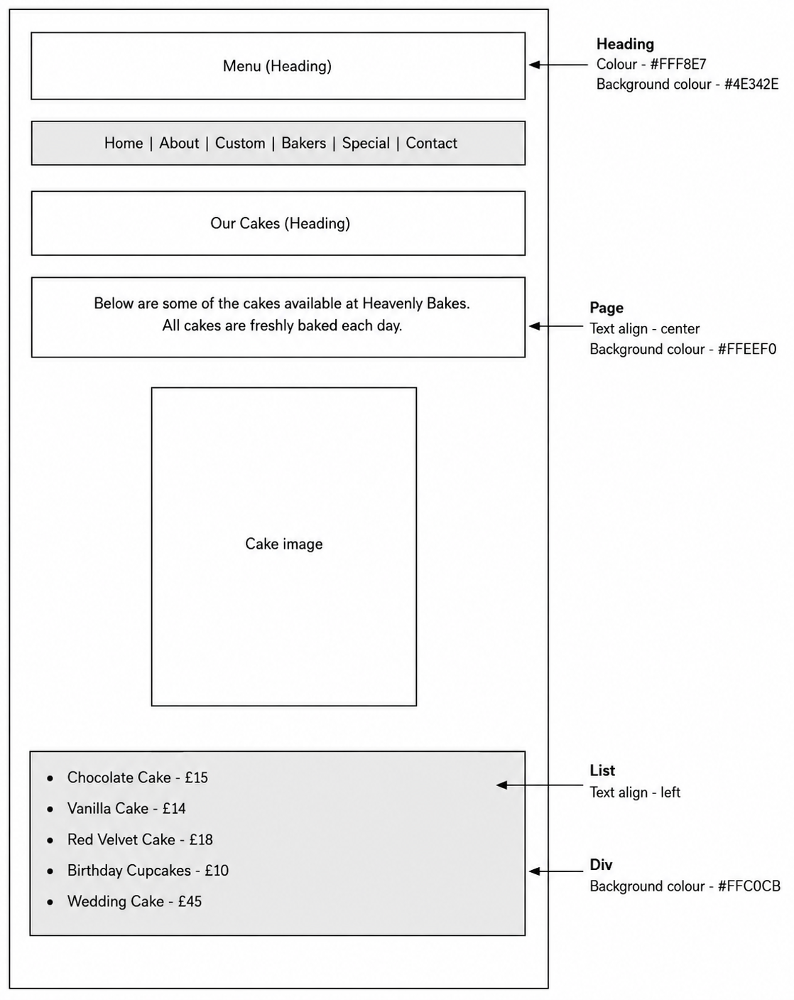 Menu (Heading)
Heading
Colour - #FFF8E7
Background colour - #4E342E
Home | About | Custom | Bakers | Special | Contact
Our Cakes (Heading)
Below are some of the cakes available at Heavenly Bakes.
All cakes are freshly baked each day.
Page
Text align - center
Background colour - #FFEEF0
Cake image
• Chocolate Cake - £15
• Vanilla Cake - £14
• Red Velvet Cake - £18
• Birthday Cupcakes - £10
• Wedding Cake - £45
List
Text align - left
Div
Background colour - #FFC0CB